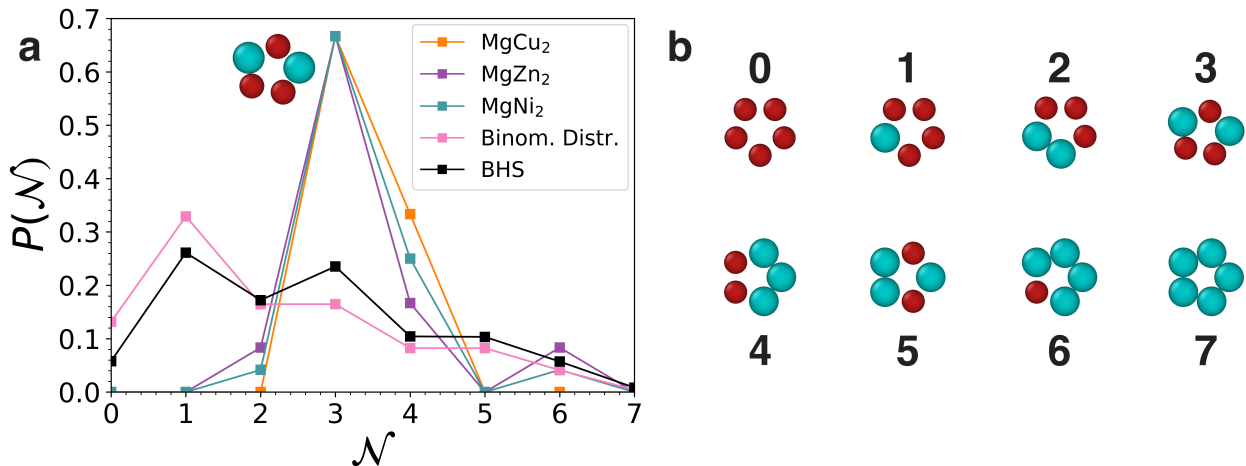 a
0.7
0.6
0.5
0.4
0.3
0.2
0.1
0.0
P(𝒩)
0 1 2 3 4 5 6 7
𝒩
MgCu₂
MgZn₂
MgNi₂
Binom. Distr.
BHS
b
0 1 2 3
4 5 6 7